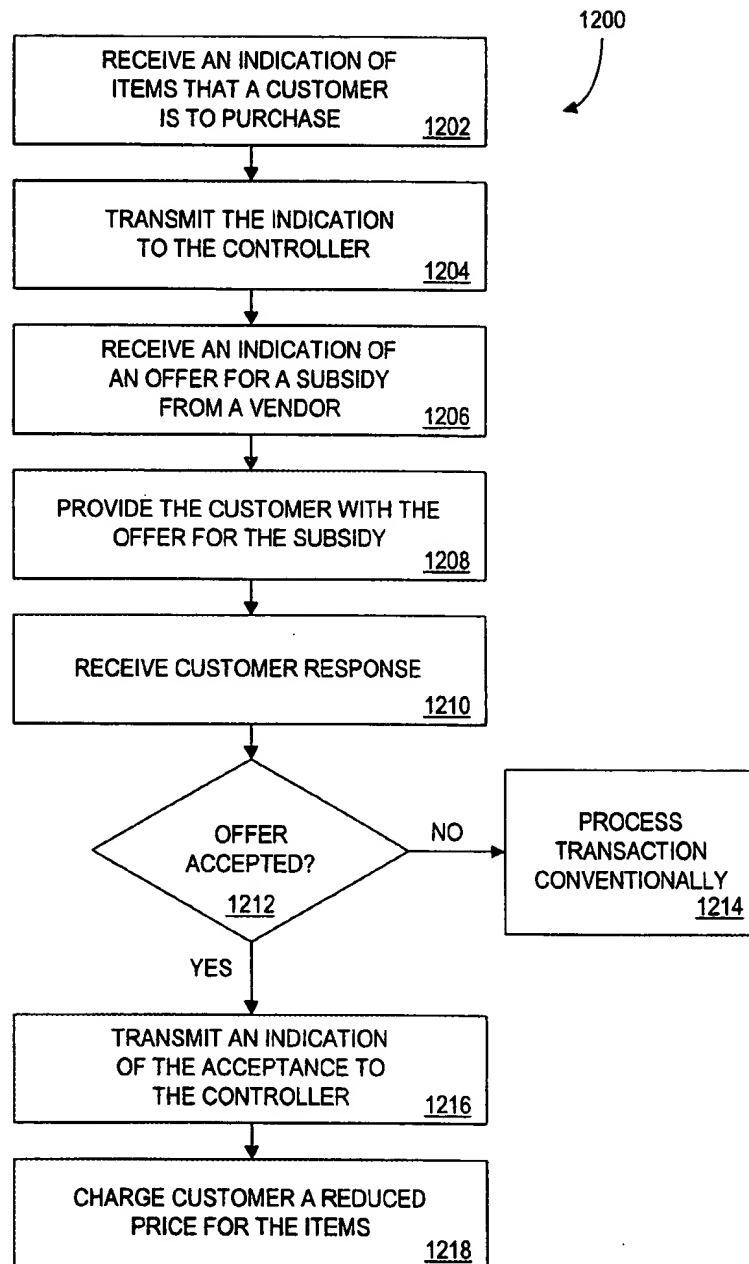 1200
RECEIVE AN INDICATION OF
ITEMS THAT A CUSTOMER
IS TO PURCHASE
1202
TRANSMIT THE INDICATION
TO THE CONTROLLER
1204
RECEIVE AN INDICATION OF
AN OFFER FOR A SUBSIDY
FROM A VENDOR
1206
PROVIDE THE CUSTOMER WITH THE
OFFER FOR THE SUBSIDY
1208
RECEIVE CUSTOMER RESPONSE
1210
OFFER
ACCEPTED?
1212
NO
PROCESS
TRANSACTION
CONVENTIONALLY
1214
YES
TRANSMIT AN INDICATION
OF THE ACCEPTANCE TO
THE CONTROLLER
1216
CHARGE CUSTOMER A REDUCED
PRICE FOR THE ITEMS
1218